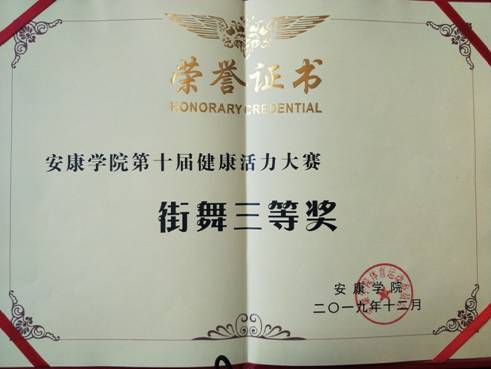 荣誉证书
HONORARY CREDENTIAL
安康学院第十届健康活力大赛
街舞三等奖
安康学院
二〇一九年十二月